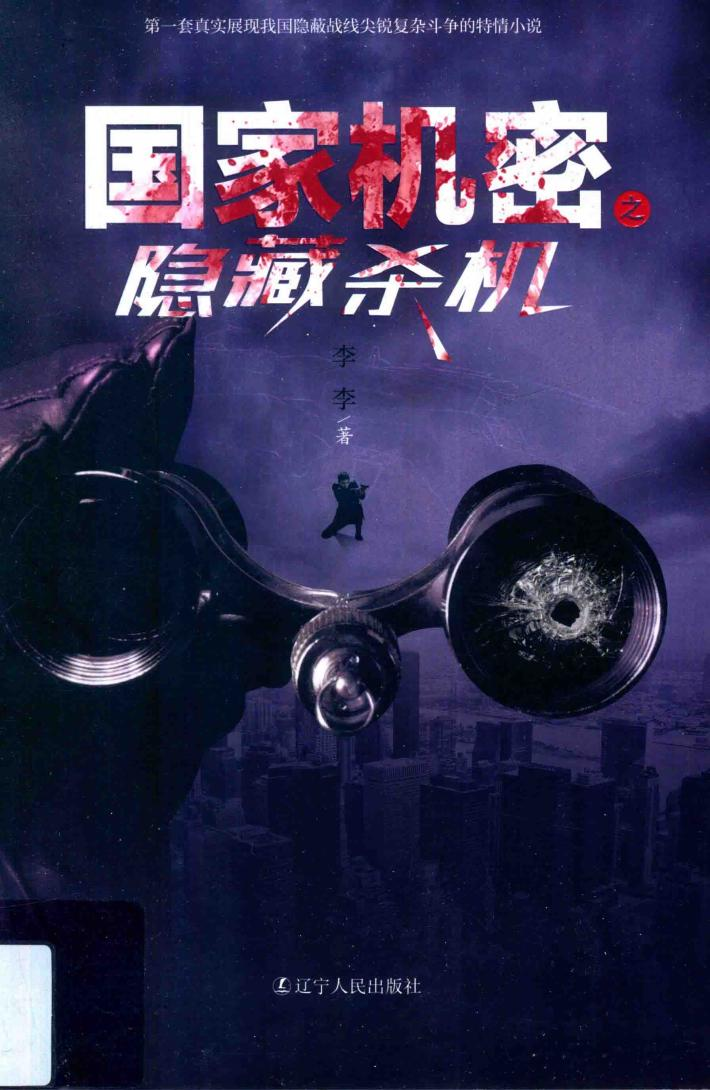 第一套真实展现我国隐蔽战线尖锐复杂斗争的特情小说
国家机密之
隐藏杀机
李李/著
辽宁人民出版社